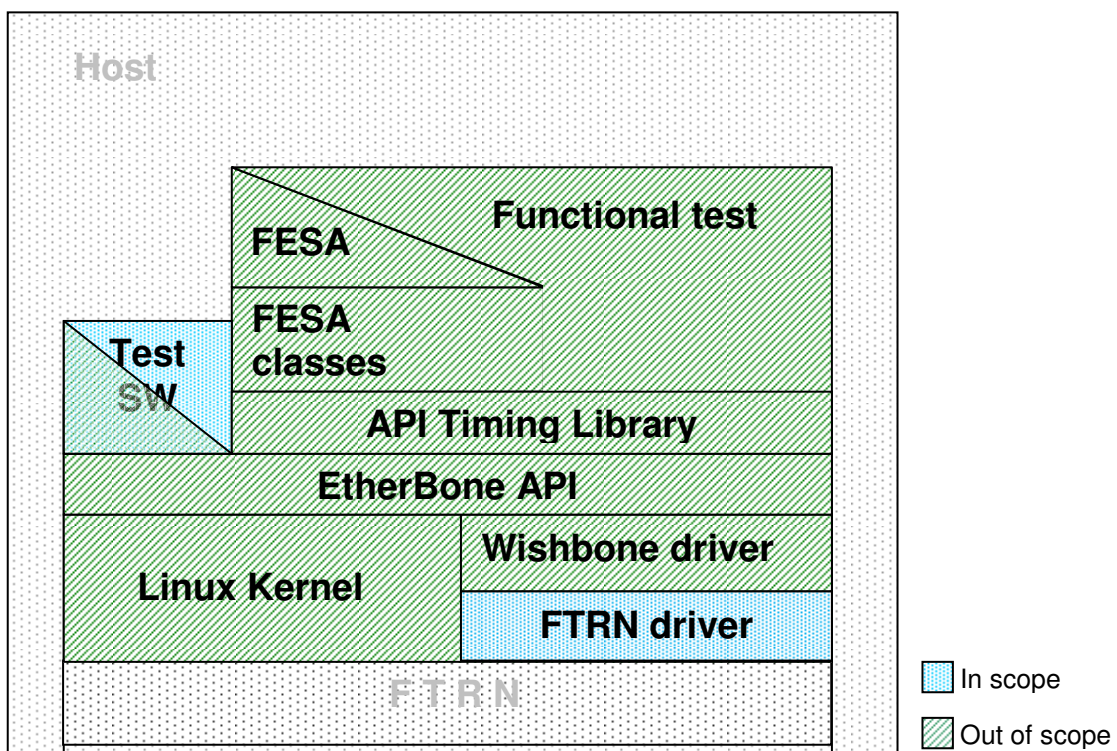 Host
Functional test
FESA
FESA
classes
Test
SW
API Timing Library
EtherBone API
Wishbone driver
Linux Kernel
FTRN driver
F T R N
In scope
Out of scope